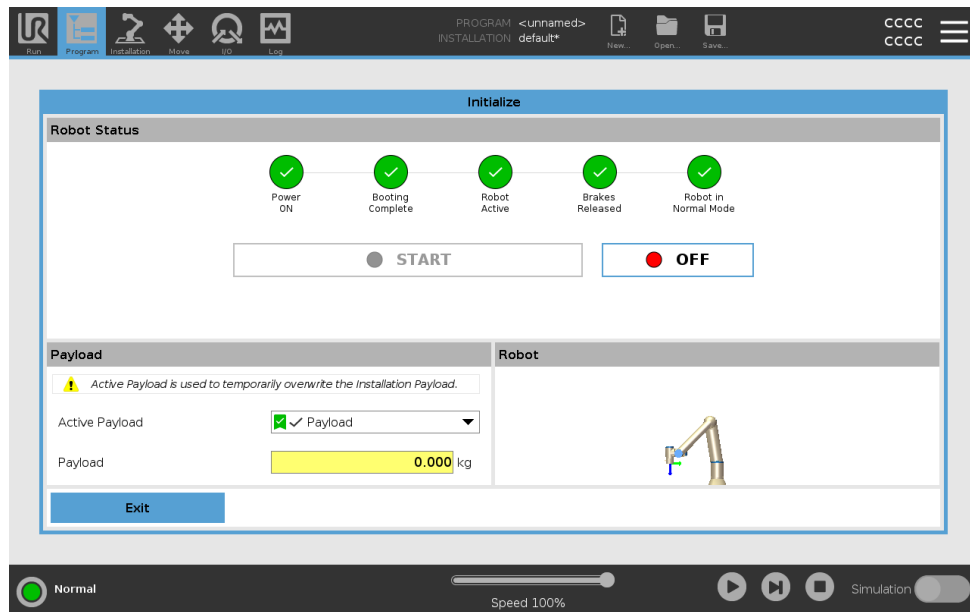 PROGRAM <unnamed>
INSTALLATION default*
CCCC
CCCC
Run Program Installation Move I/O Log New... Open... Save...
Initialize
Robot Status
Power ON
Booting Complete
Robot Active
Brakes Released
Robot in Normal Mode
START
OFF
Payload
Robot
Active Payload is used to temporarily overwrite the Installation Payload.
Active Payload
Payload
Payload
0.000 kg
Exit
Normal
Speed 100%
Simulation